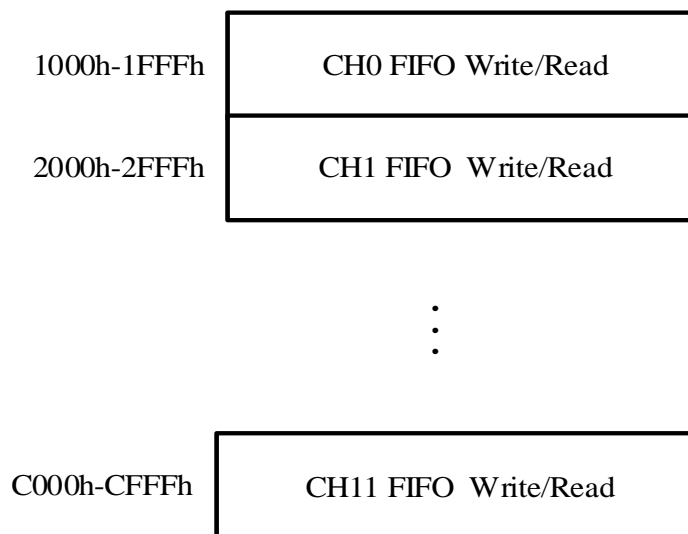 1000h-1FFFh CH0 FIFO Write/Read
2000h-2FFFh CH1 FIFO Write/Read
C000h-CFFFh CH11 FIFO Write/Read